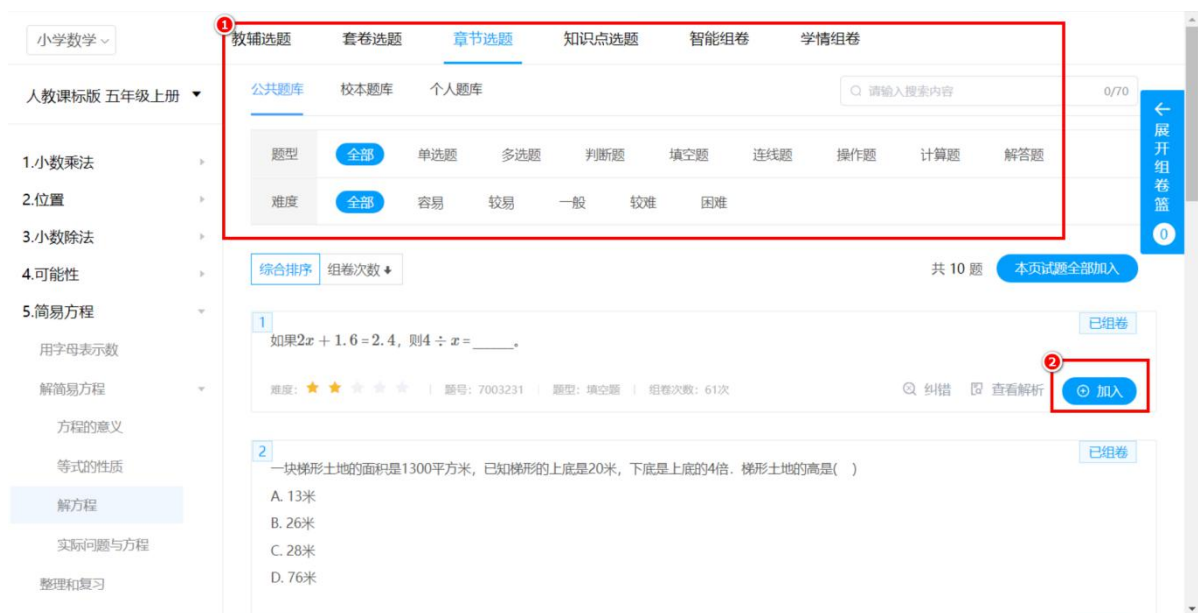 小学数学
1
教辅选题 套卷选题 章节选题 知识点选题 智能组卷 学情组卷
人教课标版 五年级上册
公共题库 校本题库 个人题库 请输入搜索内容 0/70
展开组卷篮 0
题型 全部 单选题 多选题 判断题 填空题 连线题 操作题 计算题 解答题
难度 全部 容易 较易 一般 较难 困难
1.小数乘法
2.位置
3.小数除法
4.可能性
5.简易方程
用字母表示数
解简易方程
方程的意义
等式的性质
解方程
实际问题与方程
整理和复习
综合排序 组卷次数 共 10 题 本页试题全部加入
1 已组卷
如果2x + 1.6 = 2.4，则4 ÷ x = _____。
2
难度： 题号：7003231 题型：填空题 组卷次数：61次 纠错 查看解析 加入
2 已组卷
一块梯形土地的面积是1300平方米，已知梯形的上底是20米，下底是上底的4倍．梯形土地的高是( )
A. 13米
B. 26米
C. 28米
D. 76米